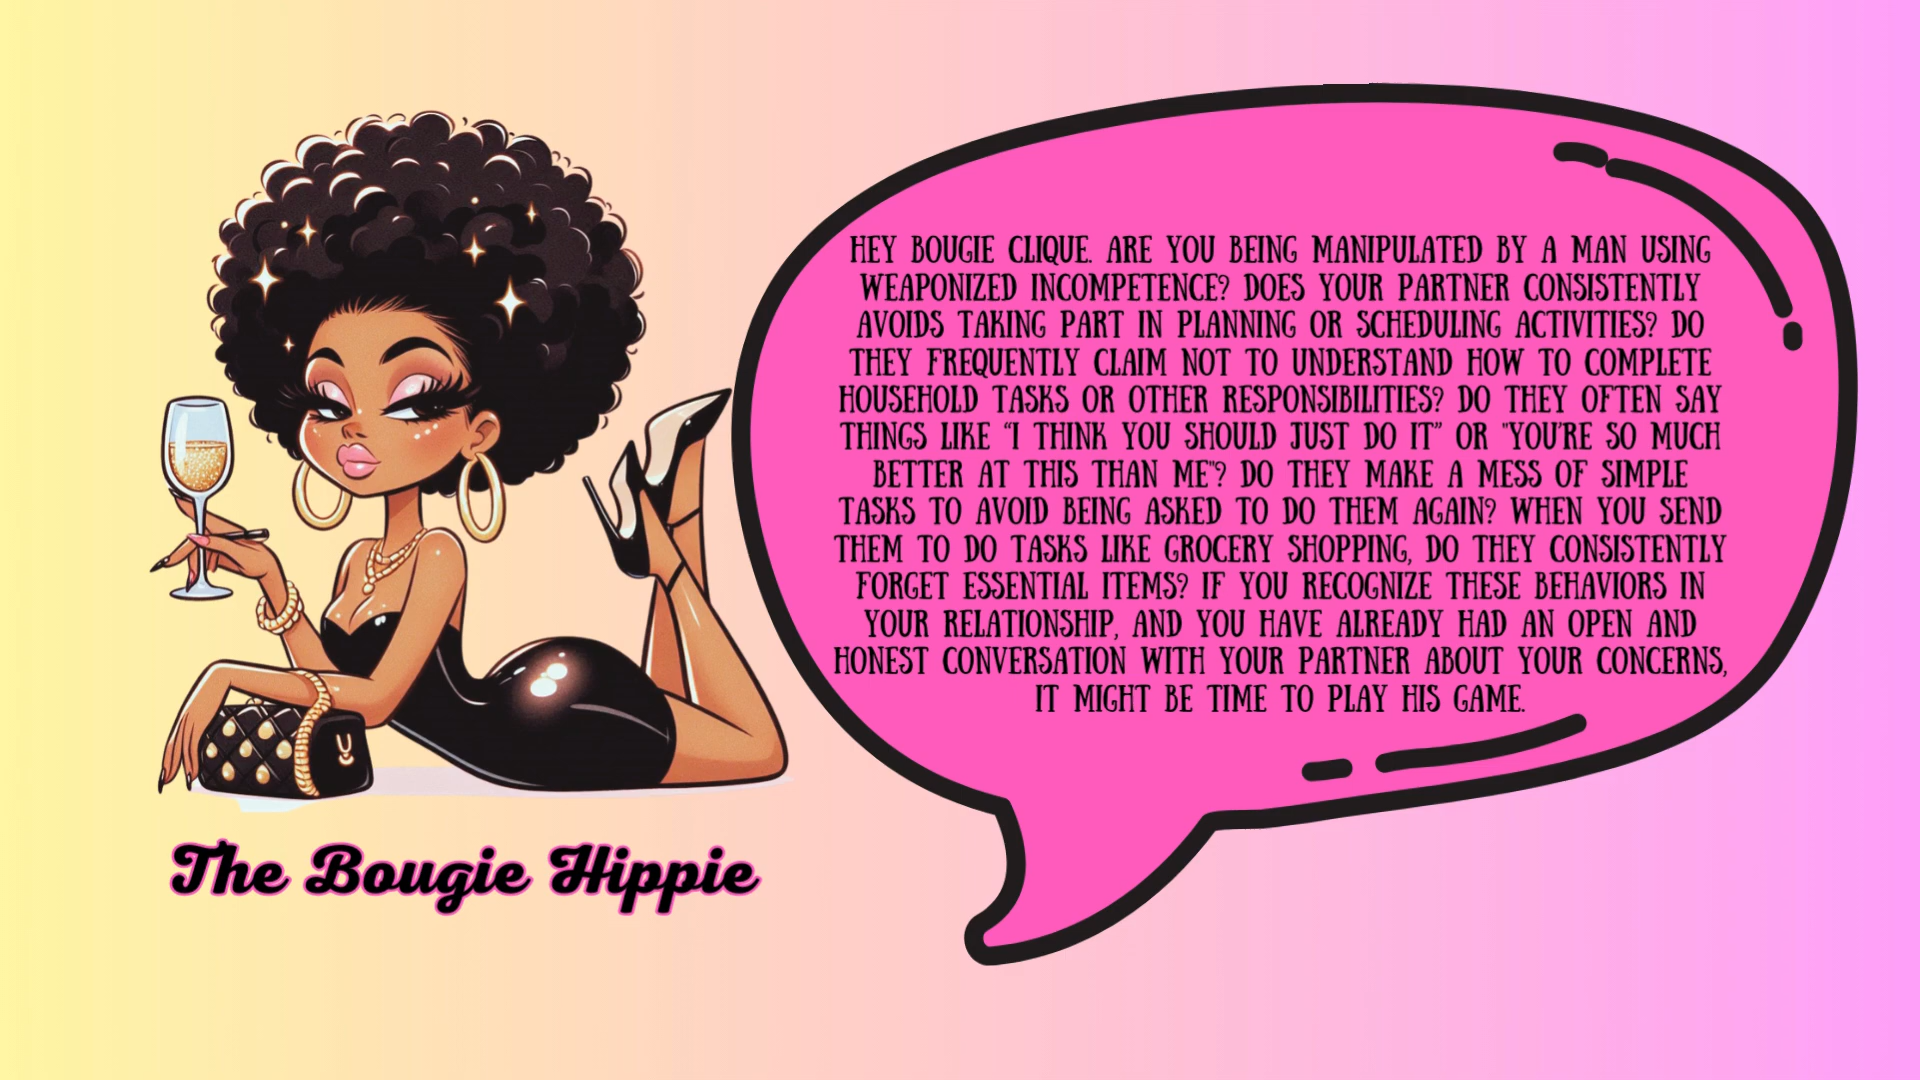 HEY BOUGIE CLIQUE. ARE YOU BEING MANIPULATED BY A MAN USING
WEAPONIZED INCOMPETENCE? DOES YOUR PARTNER CONSISTENTLY
AVOIDS TAKING PART IN PLANNING OR SCHEDULING ACTIVITIES? DO
THEY FREQUENTLY CLAIM NOT TO UNDERSTAND HOW TO COMPLETE
HOUSEHOLD TASKS OR OTHER RESPONSIBILITIES? DO THEY OFTEN SAY
THINGS LIKE “I THINK YOU SHOULD JUST DO IT” OR "YOU'RE SO MUCH
BETTER AT THIS THAN ME"? DO THEY MAKE A MESS OF SIMPLE
TASKS TO AVOID BEING ASKED TO DO THEM AGAIN? WHEN YOU SEND
THEM TO DO TASKS LIKE GROCERY SHOPPING, DO THEY CONSISTENTLY
FORGET ESSENTIAL ITEMS? IF YOU RECOGNIZE THESE BEHAVIORS IN
YOUR RELATIONSHIP, AND YOU HAVE ALREADY HAD AN OPEN AND
HONEST CONVERSATION WITH YOUR PARTNER ABOUT YOUR CONCERNS,
IT MIGHT BE TIME TO PLAY HIS GAME.
The Bougie Hippie